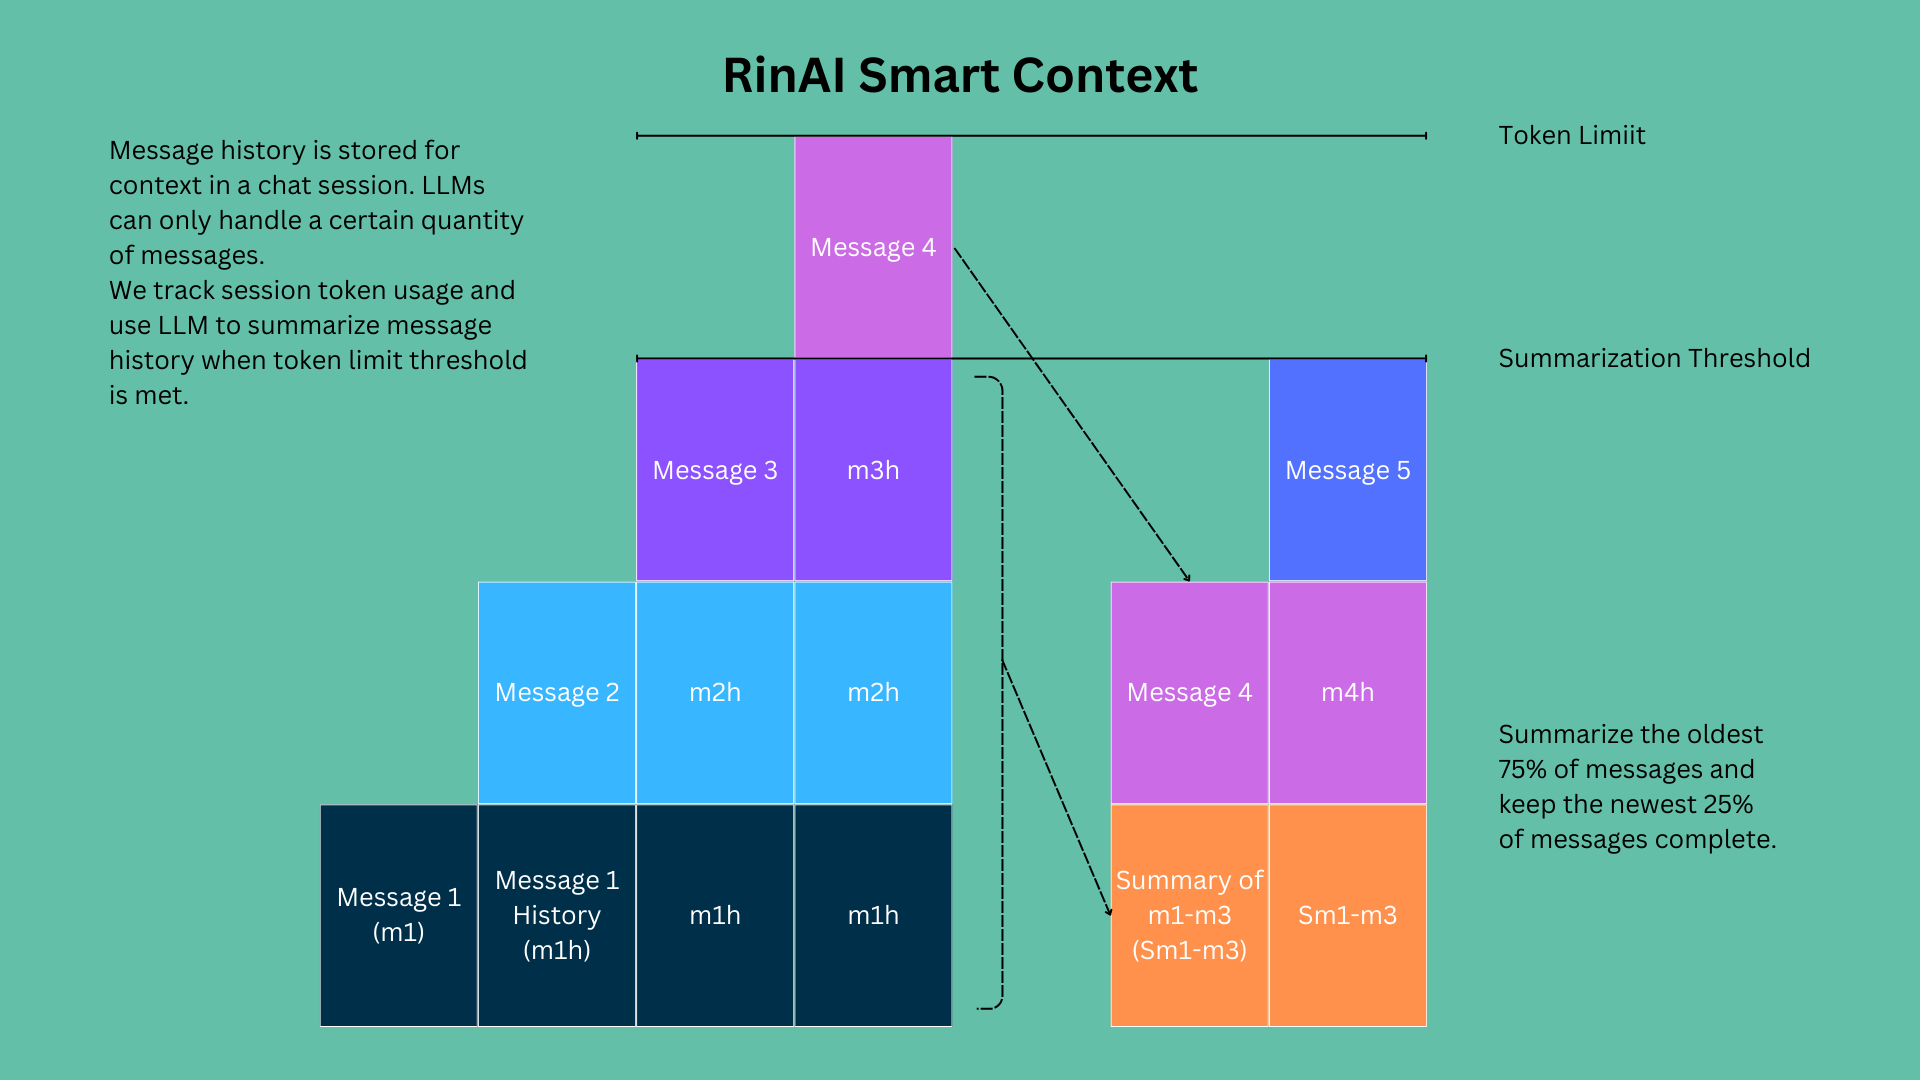 RinAI Smart Context
Message history is stored for
context in a chat session. LLMs
can only handle a certain quantity
of messages.
We track session token usage and
use LLM to summarize message
history when token limit threshold
is met.
Token Limiit
Message 4
Summarization Threshold
Message 3
m3h
Message 5
Message 2
m2h
m2h
Message 4
m4h
Summarize the oldest
75% of messages and
keep the newest 25%
of messages complete.
Message 1
(m1)
Message 1
History
(m1h)
m1h
m1h
Summary of
m1-m3
(Sm1-m3)
Sm1-m3